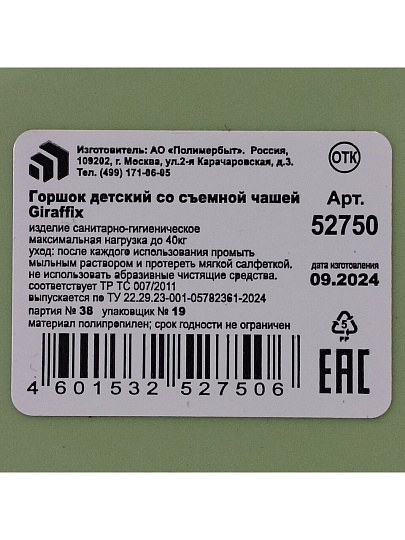 Изготовитель: АО «Полимербыт». Россия,
109202, г. Москва, ул.2-я Карачаровская, д.3.
Тел. (499) 171-06-05
ОТК
Горшок детский со съемной чашей
Giraffix
Арт.
52750
изделие санитарно-гигиеническое
максимальная нагрузка до 40кг
уход: после каждого использования промыть
мыльным раствором и протереть мягкой салфеткой.
не использовать абразивные чистящие средства.
соответствует ТР ТС 007/2011
выпускается по ТУ 22.29.23-001-05762361-2024
партия № 38 упаковщик № 19
материал полипропилен; срок годности не ограничен
дата изготовления
09.2024
5
PP
4 601532 527506
EAC